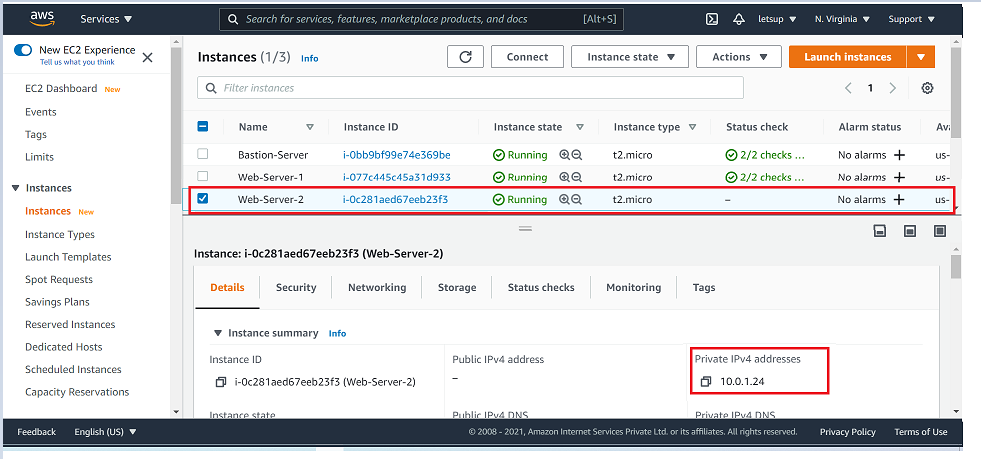 aws Services ▼ Search for services, features, marketplace products, and docs [Alt+S] letsup ▼ N. Virginia ▼ Support ▼
New EC2 Experience
Tell us what you think
EC2 Dashboard New
Events
Tags
Limits
▼ Instances
Instances New
Instance Types
Launch Templates
Spot Requests
Savings Plans
Reserved Instances
Dedicated Hosts
Scheduled Instances
Capacity Reservations
Instances (1/3) Info Connect Instance state ▼ Actions ▼ Launch instances ▼
Filter instances 1
Name Instance ID Instance state Instance type Status check Alarm status Ava
Bastion-Server i-0bb9bf99e74e369be Running t2.micro 2/2 checks ... No alarms + us-
Web-Server-1 i-077c445c45a31d933 Running t2.micro 2/2 checks ... No alarms + us-
Web-Server-2 i-0c281aed67eeb23f3 Running t2.micro – No alarms + us-
Instance: i-0c281aed67eeb23f3 (Web-Server-2)
Details Security Networking Storage Status checks Monitoring Tags
▼ Instance summary Info
Instance ID Public IPv4 address Private IPv4 addresses
i-0c281aed67eeb23f3 (Web-Server-2) – 10.0.1.24
Instance state Public IPv4 DNS Private IPv4 DNS
Feedback English (US) ▼ © 2008 - 2021, Amazon Internet Services Private Ltd. or its affiliates. All rights reserved. Privacy Policy Terms of Use